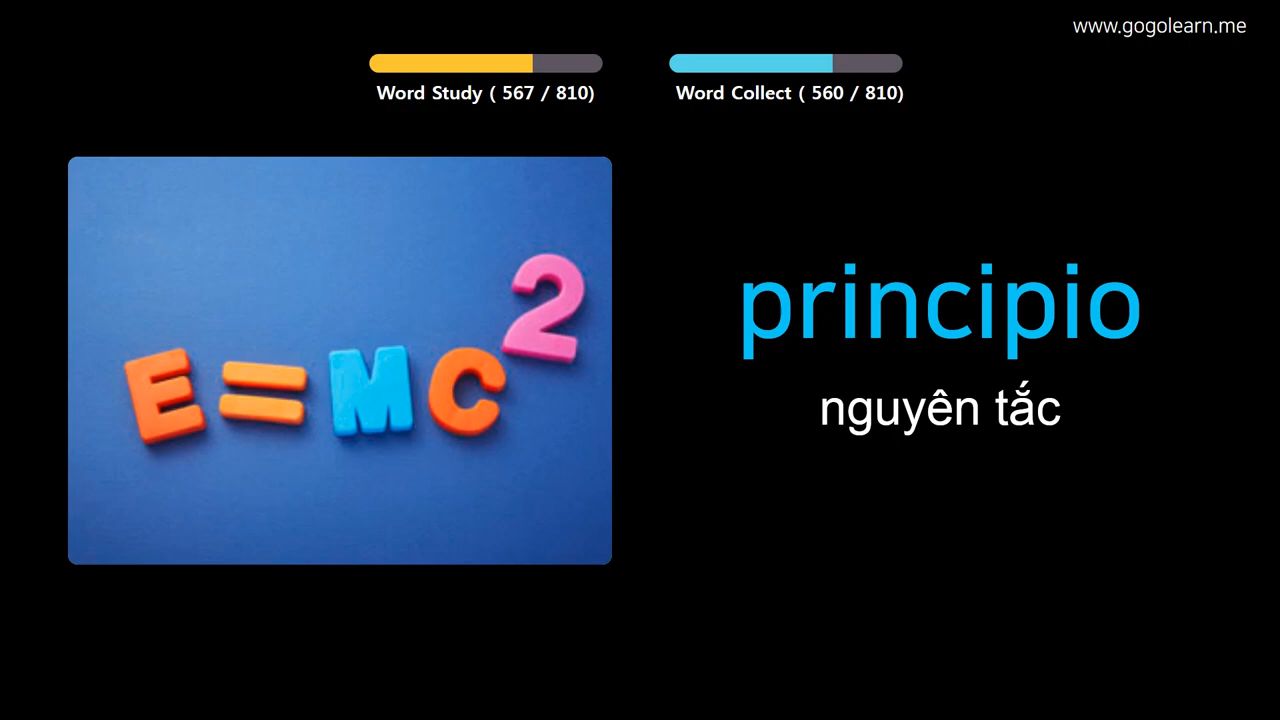 www.gogolearn.me
Word Study ( 567 / 810)
Word Collect ( 560 / 810)
E=MC2
principio
nguyên tắc